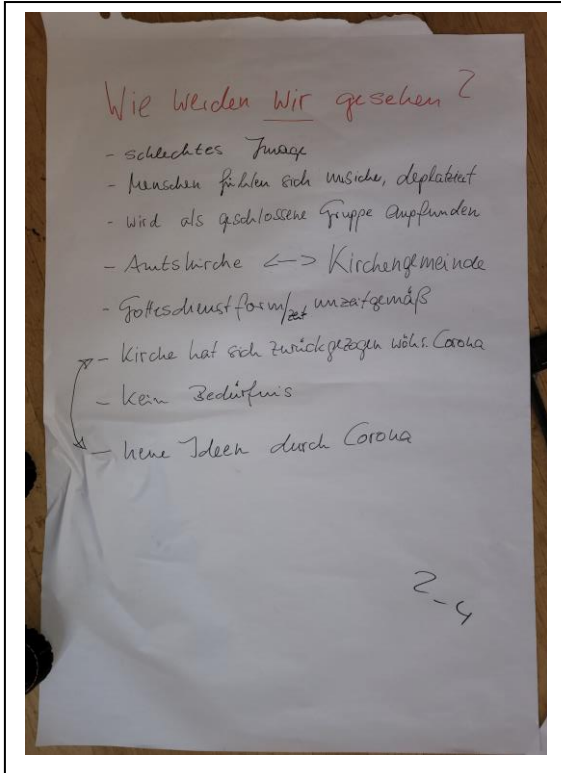 Wie werden wir gesehen?
- schlechtes Image
- Menschen fühlen sich unsicher, deplatziert
- wird als geschlossene Gruppe empfunden
- Amtskirche <-> Kirchengemeinde
- Gottesdienstform/zeit unzeitgemäß
- Kirche hat sich zurückgezogen währ. Corona
- kein Bedürfnis
- neue Ideen durch Corona
2-4